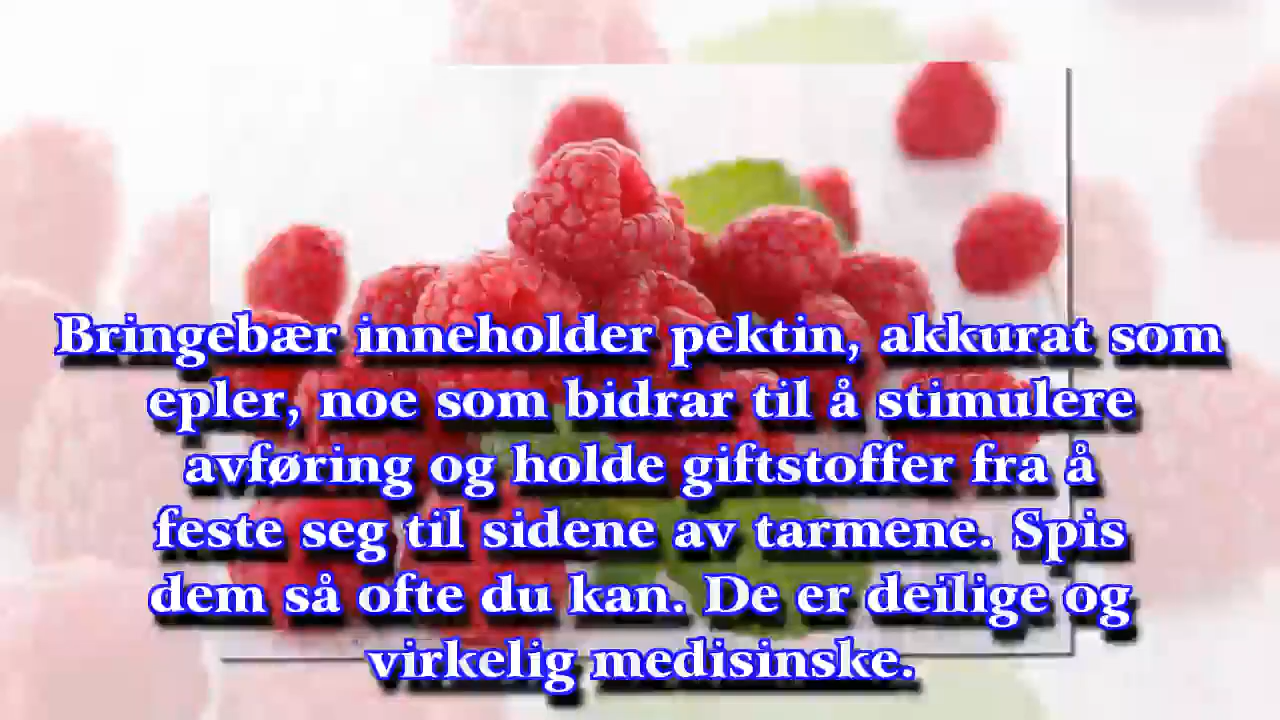 Bringebær inneholder pektin, akkurat som
epler, noe som bidrar til å stimulere
avføring og holde giftstoffer fra å
feste seg til sidene av tarmene. Spis
dem så ofte du kan. De er deilige og
virkelig medisinske.